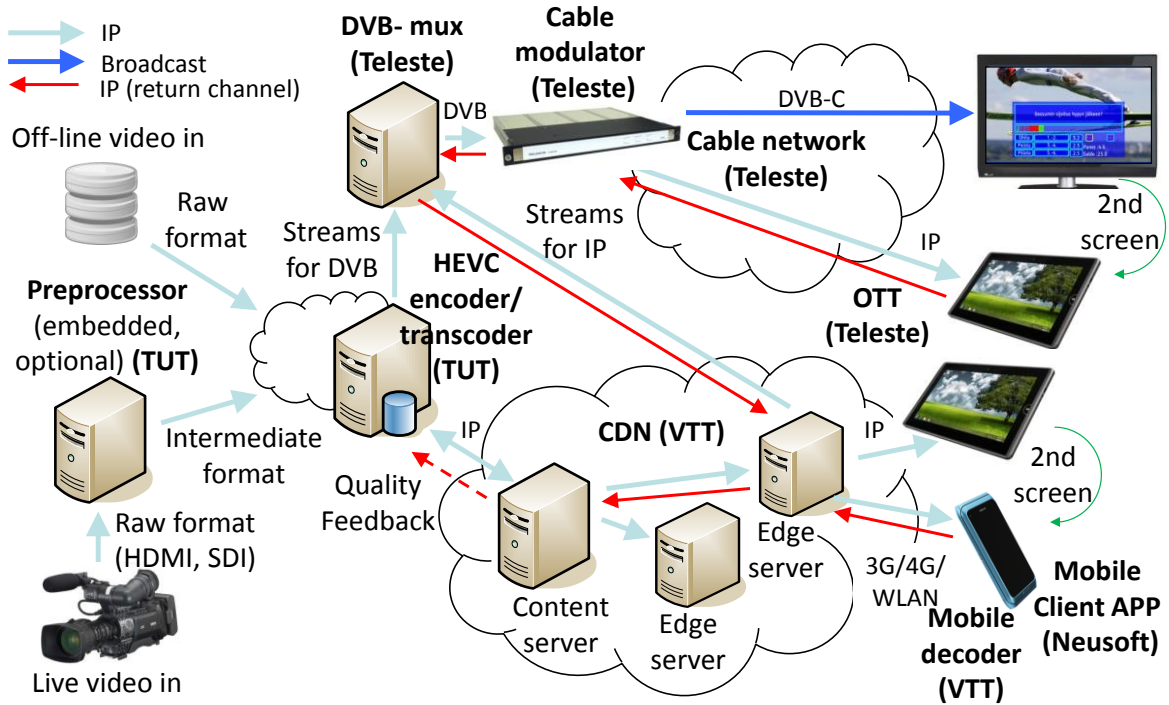 IP
Broadcast
IP (return channel)
DVB- mux
(Teleste)
Cable
modulator
(Teleste)
DVB
DVB-C
Cable network
(Teleste)
Off-line video in
Raw
format
Streams
for DVB
HEVC
encoder/
transcoder
(TUT)
Streams
for IP
IP
2nd
screen
OTT
(Teleste)
Preprocessor
(embedded,
optional) (TUT)
Intermediate
format
IP
CDN (VTT)
IP
Quality
Feedback
2nd
screen
Raw format
(HDMI, SDI)
Content
server
Edge
server
Edge
server
3G/4G/
WLAN
Mobile
decoder
(VTT)
Mobile
Client APP
(Neusoft)
Live video in